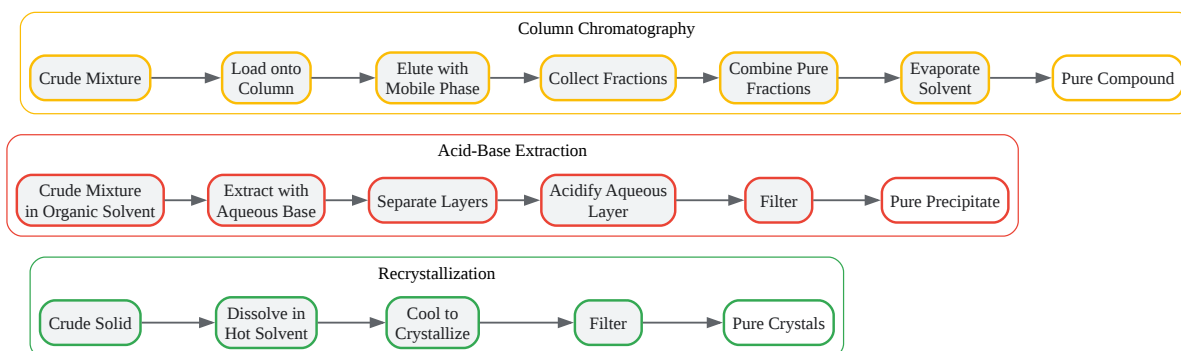 Column Chromatography
Crude Mixture
Load onto
Column
Elute with
Mobile Phase
Collect Fractions
Combine Pure
Fractions
Evaporate
Solvent
Pure Compound
Acid-Base Extraction
Crude Mixture
in Organic Solvent
Extract with
Aqueous Base
Separate Layers
Acidify Aqueous
Layer
Filter
Pure Precipitate
Recrystallization
Crude Solid
Dissolve in
Hot Solvent
Cool to
Crystallize
Filter
Pure Crystals